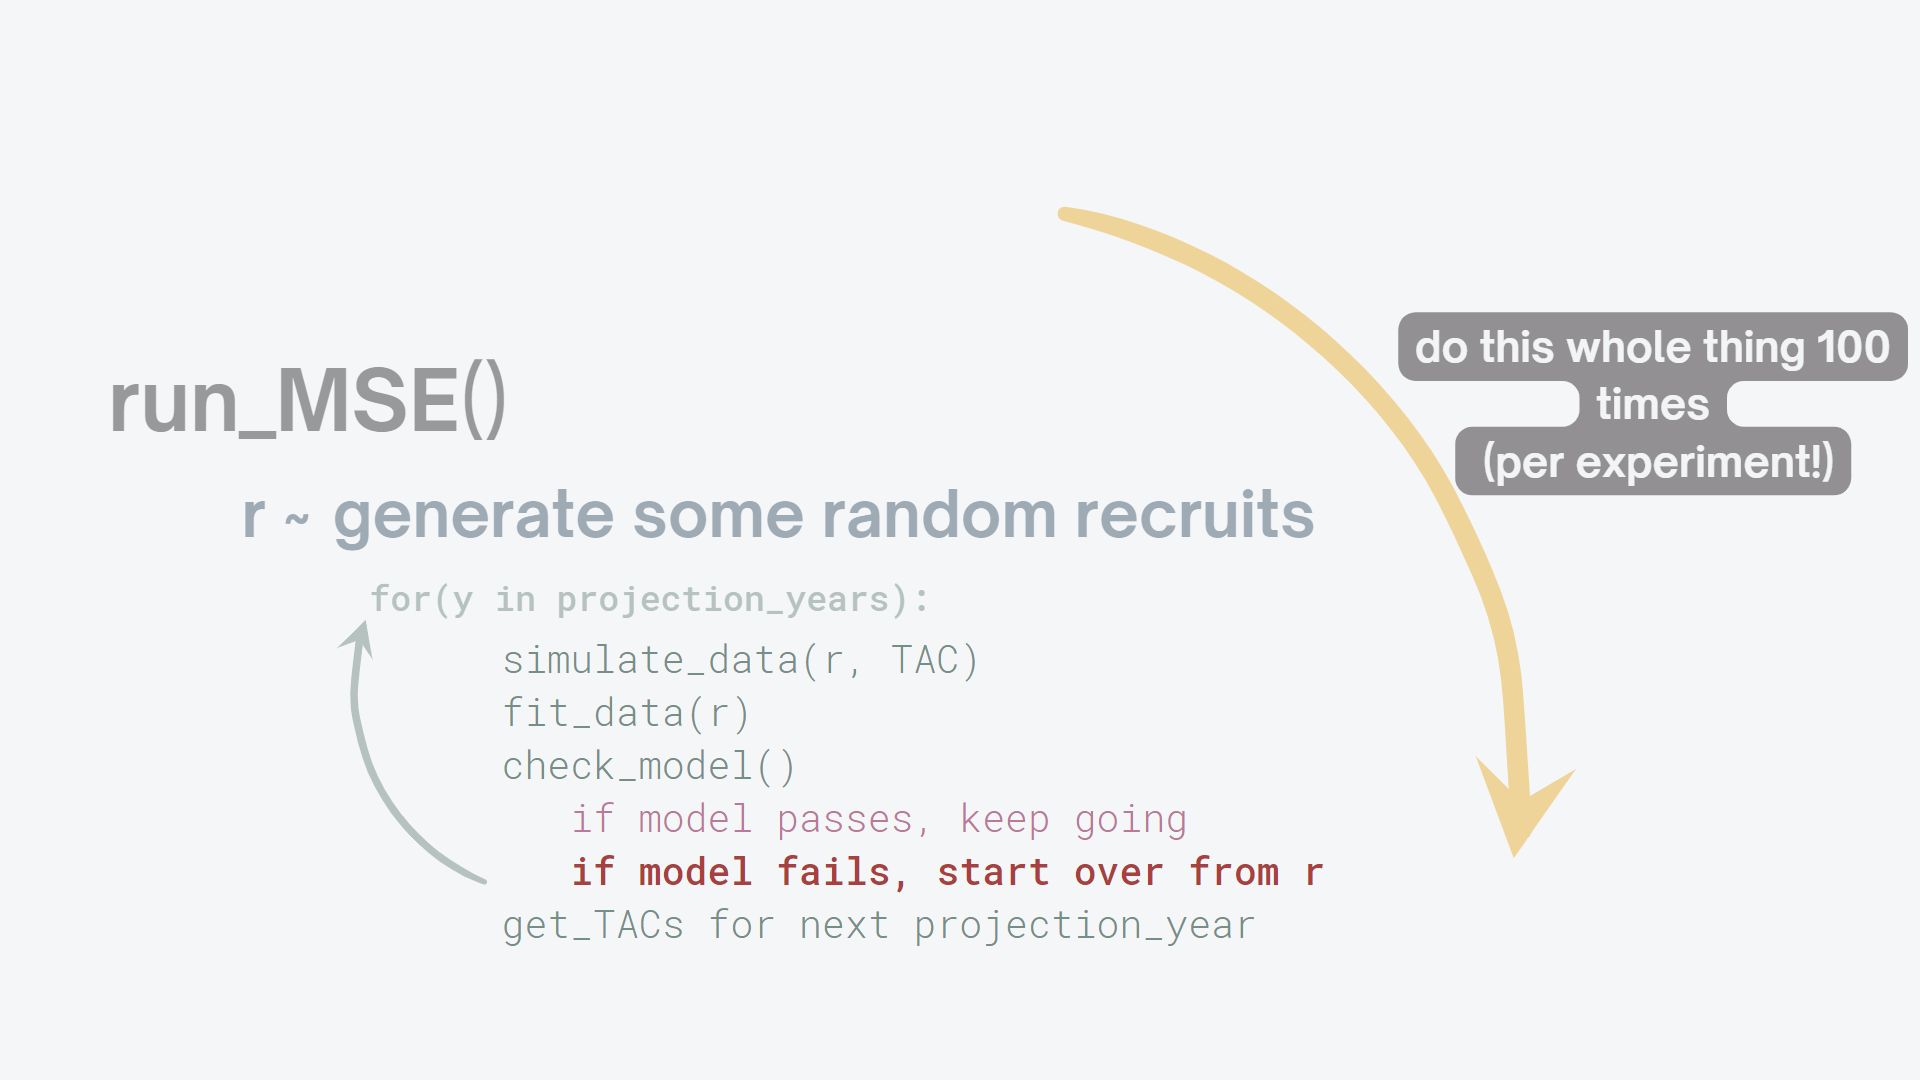 do this whole thing 100
times
(per experiment!)
run_MSE()
r ~ generate some random recruits
for(y in projection_years):
simulate_data(r, TAC)
fit_data(r)
check_model()
if model passes, keep going
if model fails, start over from r
get_TACs for next projection_year